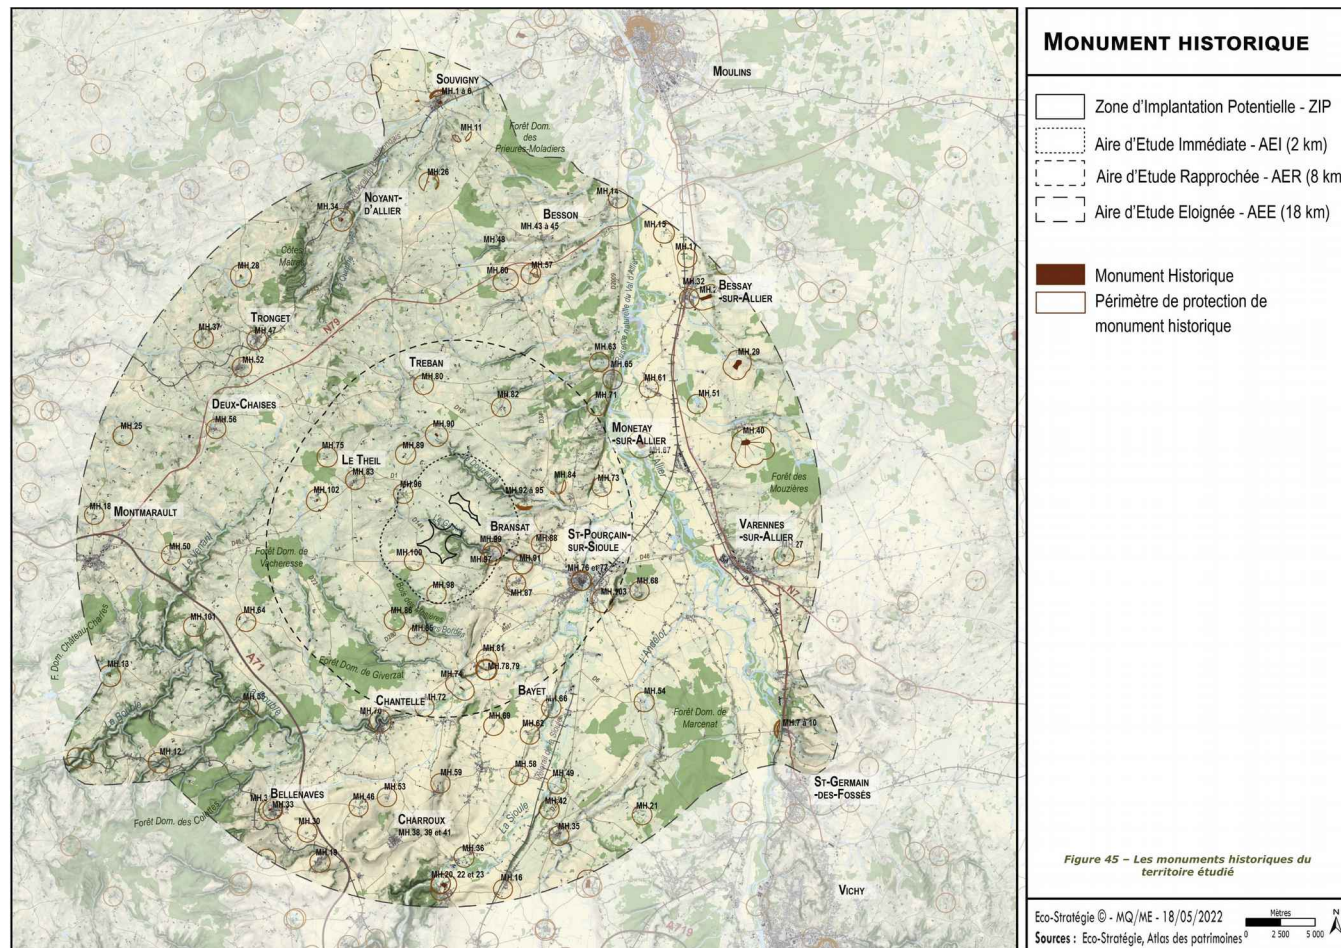 MOULINS
SOUVIGNY
MH.1 à 6
MH.11
Forêt Dom.
des
Prieurés-Moladiers
MH.26
MH.14
NOYANT-
D'ALLIER
MH.34
BESSON
MH.43 à 45
MH.15
MH.48
MH.17
Côtes
Matras
MH.28
MH.57
MH.60
MH.32
BESSAY
-SUR-ALLIER
TRONGET
MH.47
MH.37
N79
MH.52
MH.63
MH.65
MH.29
TREBAN
MH.80
MH.61
MH.82
MH.71
MH.51
DEUX-CHAISES
MH.56
MH.25
MH.90
MONETAY
-SUR-ALLIER
MH.67
MH.40
MH.75
MH.89
LE THEIL
MH.83
MH.84
MH.73
Forêt des
Mouzières
MH.96
MH.102
MH.92 à 95
MH.18
MONTMARAULT
BRANSAT
MH.99
MH.88
ST-POURÇAIN-
SUR-SIOULE
VARENNES
-SUR-ALLIER
MH.50
Forêt Dom. de
Vacheresse
MH.100
MH.97
MH.91
MH.76 et 77
MH.87
MH.68
MH.103
N7
MH.98
MH.64
MH.101
MH.86
MH.85
F. Dom. Château-Charles
A71
MH.13
Forêt Dom. de Giverzat
MH.81
MH.78,79
MH.74
MH.72
L'Andelot
BAYET
MH.66
MH.54
Forêt Dom. de
Marcenat
CHANTELLE
MH.70
MH.69
MH.62
MH.7 à 10
MH.12
MH.58
MH.59
MH.49
ST-GERMAIN
-DES-FOSSÉS
BELLENAVES
MH.33
MH.53
MH.46
MH.42
MH.21
Forêt Dom. des Colettes
MH.30
CHARROUX
MH.38, 39 et 41
La Sioule
MH.35
MH.36
MH.19
MH.20, 22 et 23
MH.16
VICHY
A719
MONUMENT HISTORIQUE
Zone d'Implantation Potentielle - ZIP
Aire d'Etude Immédiate - AEI (2 km)
Aire d'Etude Rapprochée - AER (8 km
Aire d'Etude Eloignée - AEE (18 km)
Monument Historique
Périmètre de protection de
monument historique
Figure 45 – Les monuments historiques du
territoire étudié
Eco-Stratégie © - MQ/ME - 18/05/2022
Sources : Eco-Stratégie, Atlas des patrimoines
Mètres
0 2 500 5 000
N